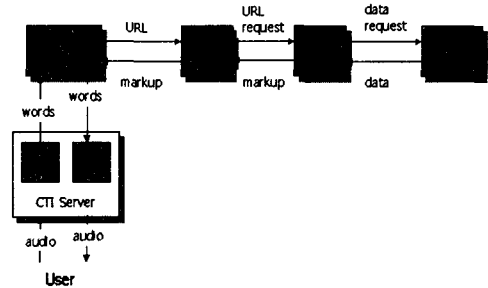 URL
URL
request
data
request
markup
markup
data
words
words
CTI Server
audio
audio
User